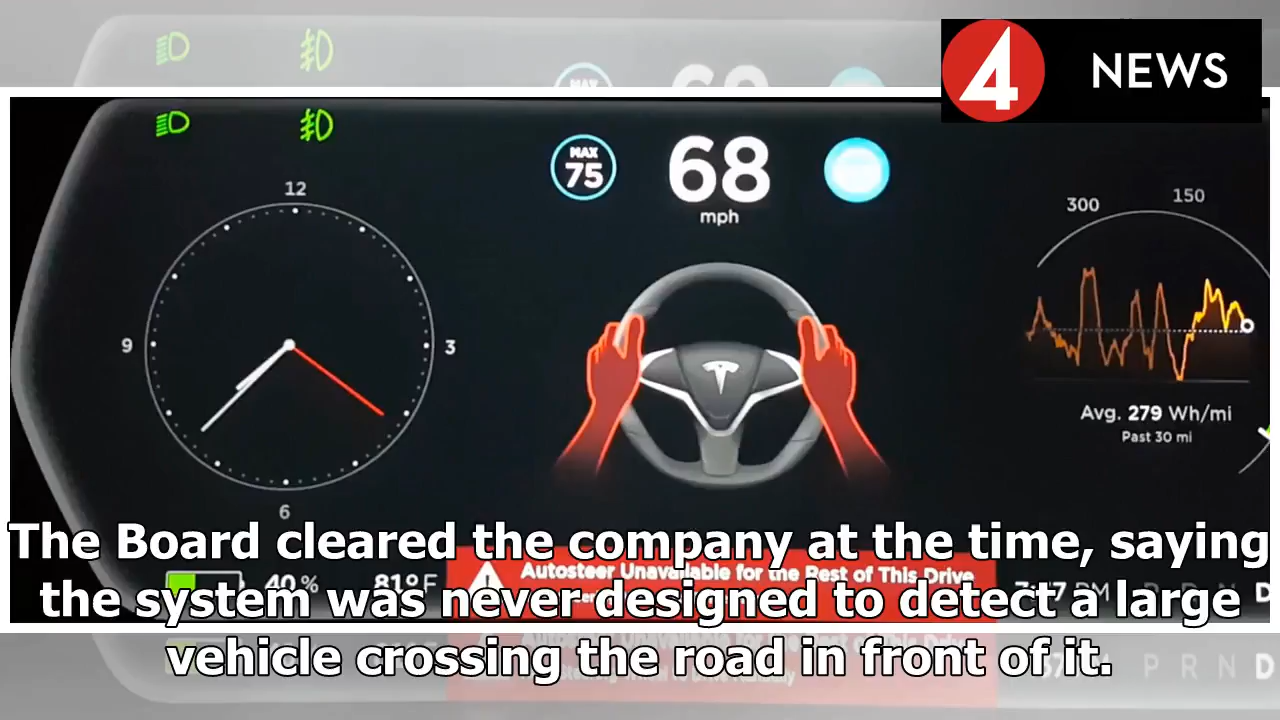 4 NEWS
MAX
75
68
mph
12
9
3
6
300
150
Avg. 279 Wh/mi
Past 30 mi
40 %
81°F
Autosteer Unavailable for the Rest of This Drive
P R N D
The Board cleared the company at the time, saying
the system was never designed to detect a large
vehicle crossing the road in front of it.